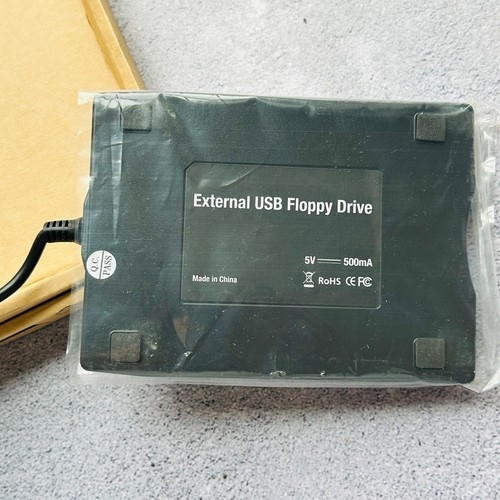 External USB Floppy Drive
5V 500mA
Made in China
RoHS CE FC
Q.C.
PASS